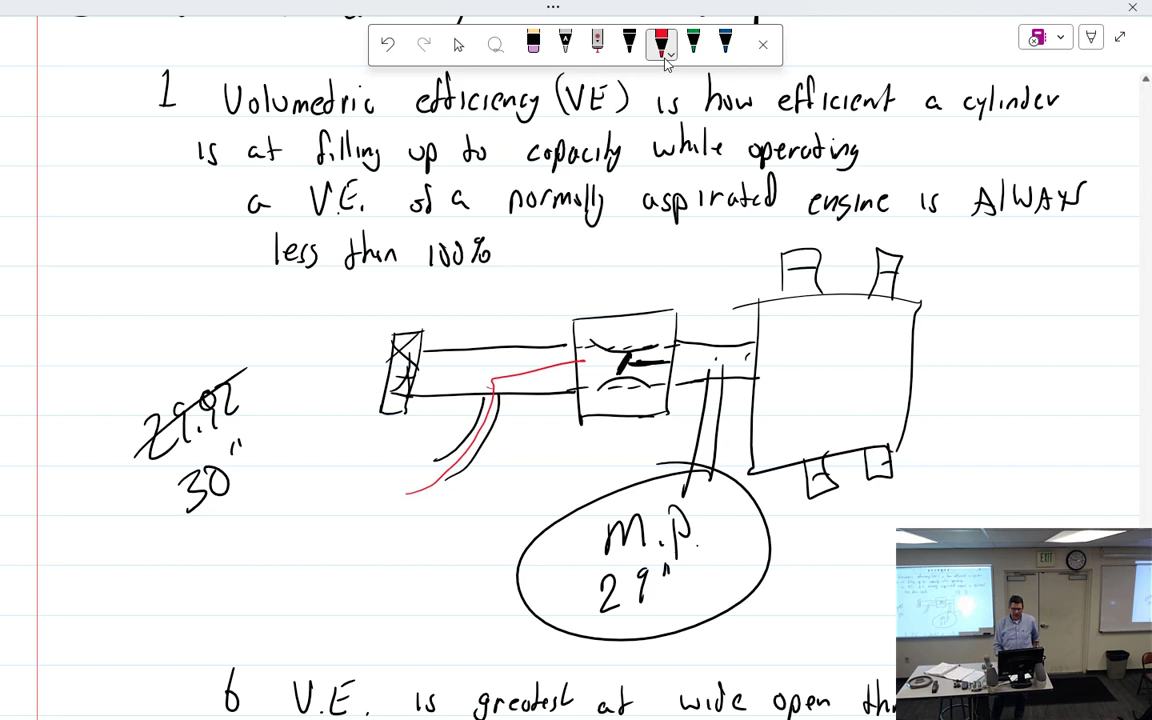 1 Volumetric efficiency (VE) is how efficient a cylinder
is at filling up to capacity while operating
a V.E. of a normally aspirated engine is AlWAYS
less than 100%
29.92
30"
M.P.
29"
6 V.E. is greatest at wide open
EXIT